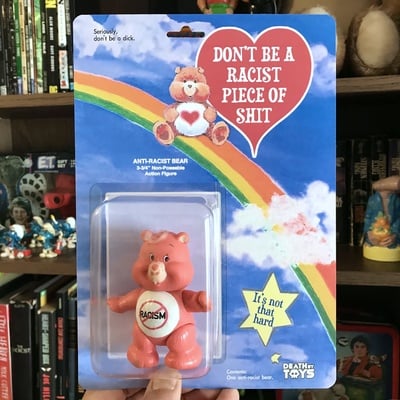 Seriously,
don't be a dick.
DON'T BE A
RACIST
PIECE OF
SHIT
ANTI-RACIST BEAR
3-3/4" Non-Poseable
Action Figure
RACISM
It's not
that
hard
Contents:
One anti-racist bear.
DEATH BY
TOYS
E.T.